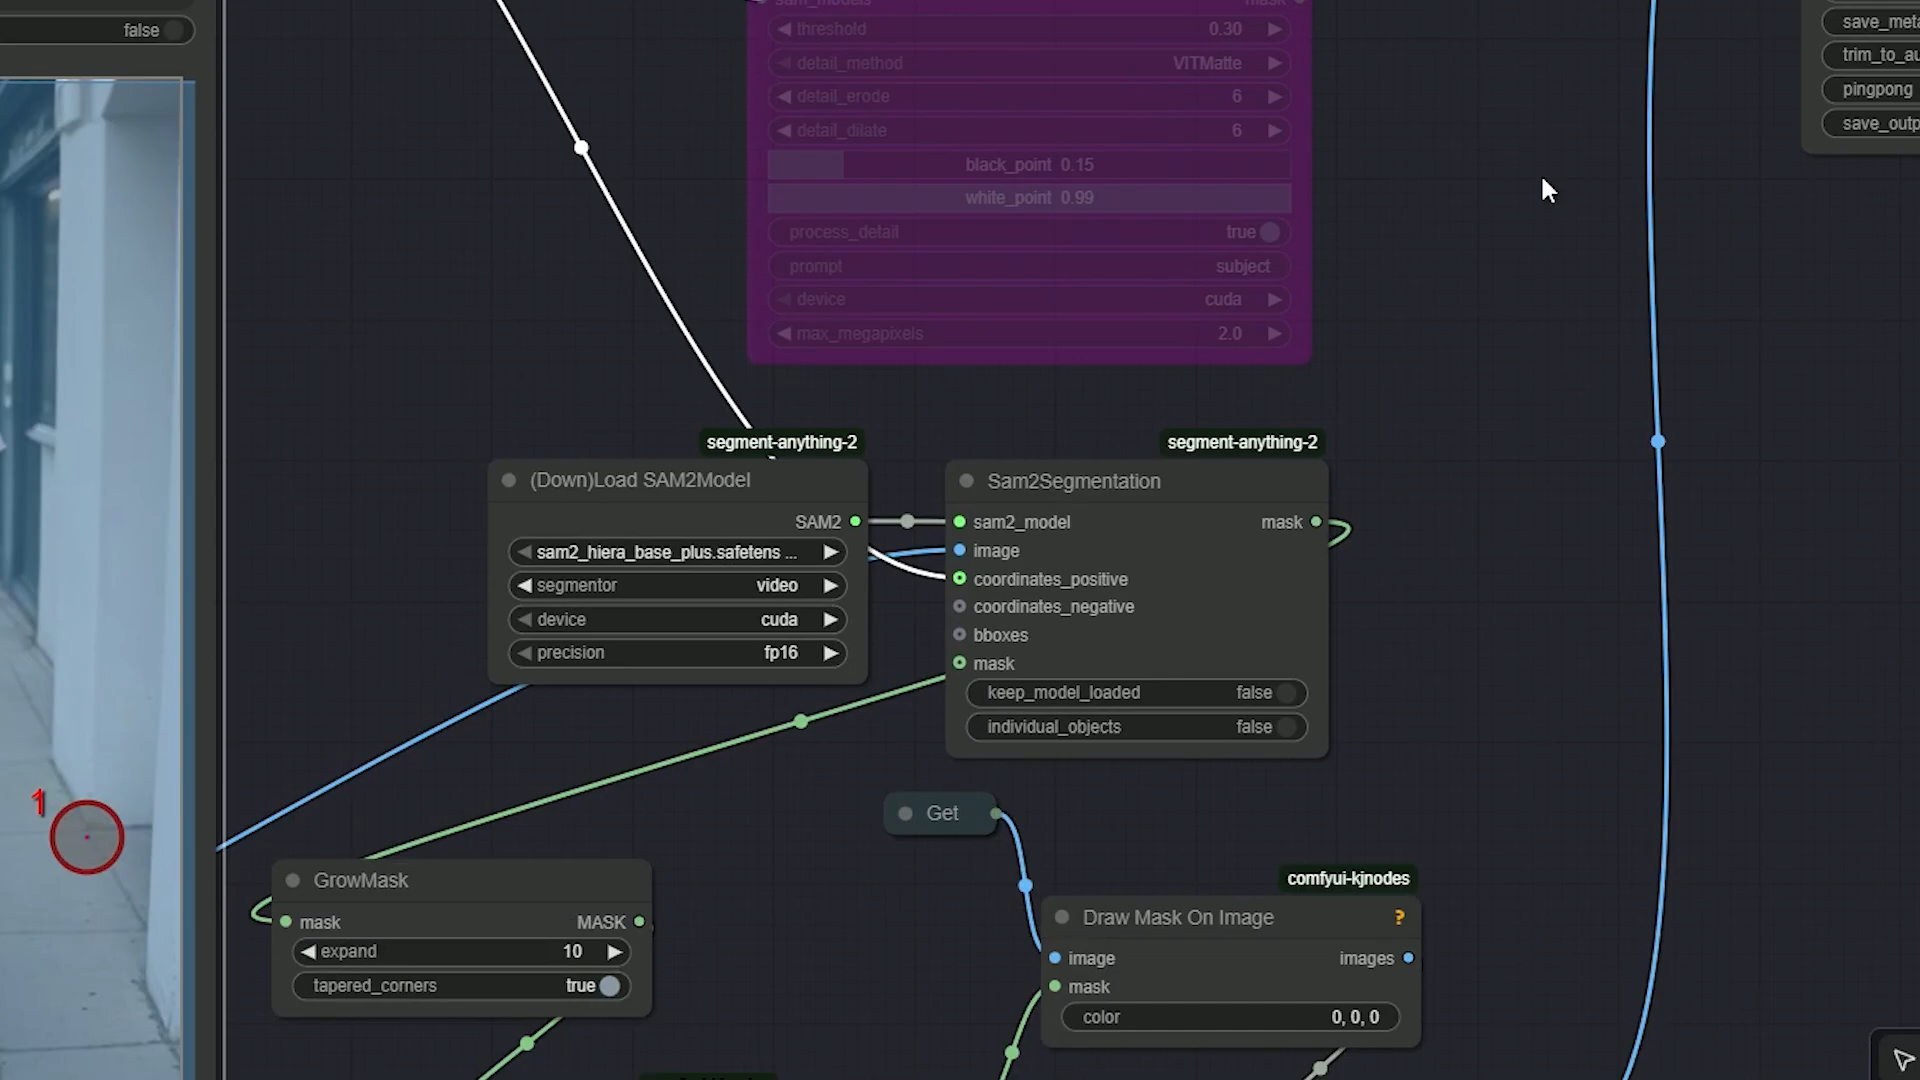 false
threshold 0.30
detail_method VITMatte
detail_erode 6
detail_dilate 6
black_point 0.15
white_point 0.99
process_detail true
prompt subject
device cuda
max_megapixels 2.0
save_meta
trim_to_au
pingpong
save_outp
segment-anything-2
(Down)Load SAM2Model
SAM2
sam2_hiera_base_plus.safetens ...
segmentor video
device cuda
precision fp16
segment-anything-2
Sam2Segmentation
sam2_model mask
image
coordinates_positive
coordinates_negative
bboxes
mask
keep_model_loaded false
individual_objects false
1
Get
GrowMask
mask MASK
expand 10
tapered_corners true
comfyui-kjnodes
Draw Mask On Image ?
image images
mask
color 0, 0, 0